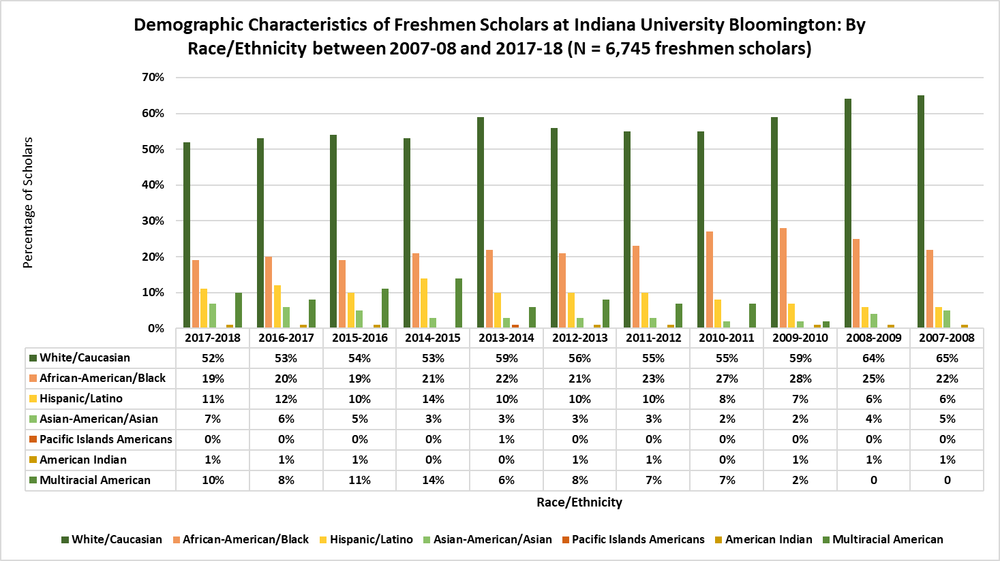 Demographic Characteristics of Freshmen Scholars at Indiana University Bloomington: By
Race/Ethnicity between 2007-08 and 2017-18 (N = 6,745 freshmen scholars)
Percentage of Scholars
70%
60%
50%
40%
30%
20%
10%
0%
2017-2018 2016-2017 2015-2016 2014-2015 2013-2014 2012-2013 2011-2012 2010-2011 2009-2010 2008-2009 2007-2008
White/Caucasian 52% 53% 54% 53% 59% 56% 55% 55% 59% 64% 65%
African-American/Black 19% 20% 19% 21% 22% 21% 23% 27% 28% 25% 22%
Hispanic/Latino 11% 12% 10% 14% 10% 10% 10% 8% 7% 6% 6%
Asian-American/Asian 7% 6% 5% 3% 3% 3% 3% 2% 2% 4% 5%
Pacific Islands Americans 0% 0% 0% 0% 1% 0% 0% 0% 0% 0% 0%
American Indian 1% 1% 1% 0% 0% 1% 1% 0% 1% 1% 1%
Multiracial American 10% 8% 11% 14% 6% 8% 7% 7% 2% 0 0
Race/Ethnicity
White/Caucasian African-American/Black Hispanic/Latino Asian-American/Asian Pacific Islands Americans American Indian Multiracial American